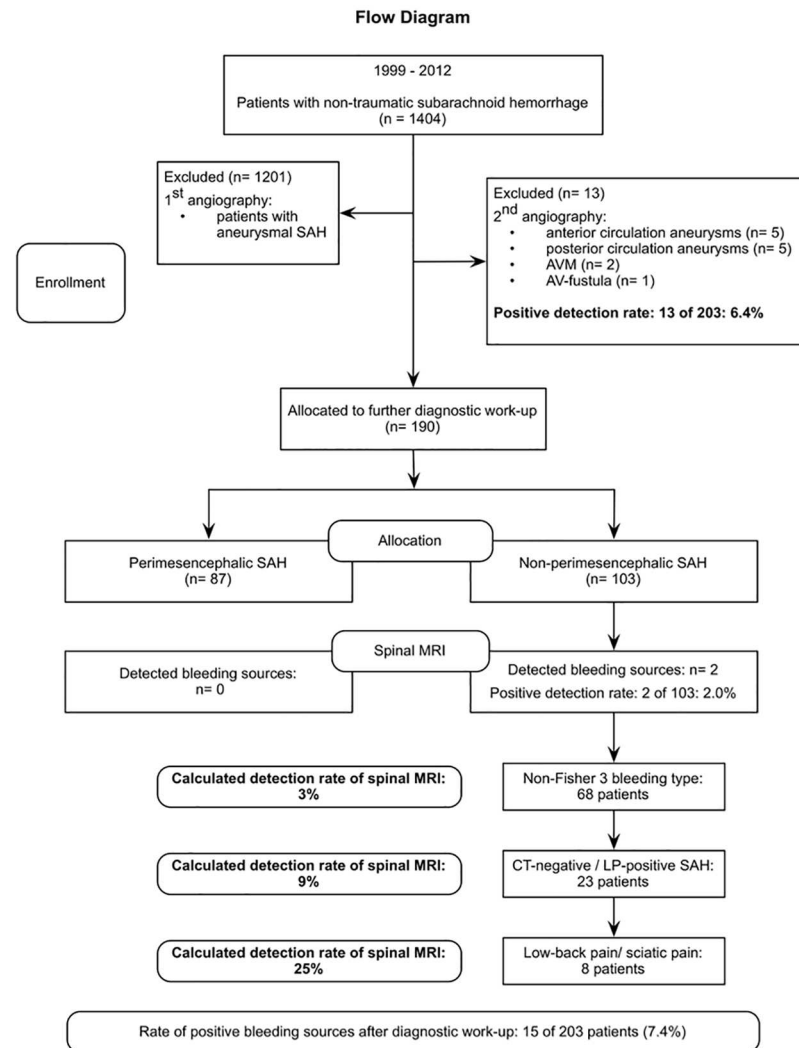 Flow Diagram
1999 - 2012
Patients with non-traumatic subarachnoid hemorrhage
(n = 1404)
Excluded (n= 1201)
1st angiography:
• patients with
aneurysmal SAH
Excluded (n= 13)
2nd angiography:
• anterior circulation aneurysms (n= 5)
• posterior circulation aneurysms (n= 5)
• AVM (n= 2)
• AV-fustula (n= 1)
Positive detection rate: 13 of 203: 6.4%
Enrollment
Allocated to further diagnostic work-up
(n= 190)
Allocation
Perimesencephalic SAH
(n= 87)
Non-perimesencephalic SAH
(n= 103)
Spinal MRI
Detected bleeding sources:
n= 0
Detected bleeding sources: n= 2
Positive detection rate: 2 of 103: 2.0%
Calculated detection rate of spinal MRI:
3%
Non-Fisher 3 bleeding type:
68 patients
Calculated detection rate of spinal MRI:
9%
CT-negative / LP-positive SAH:
23 patients
Calculated detection rate of spinal MRI:
25%
Low-back pain/ sciatic pain:
8 patients
Rate of positive bleeding sources after diagnostic work-up: 15 of 203 patients (7.4%)